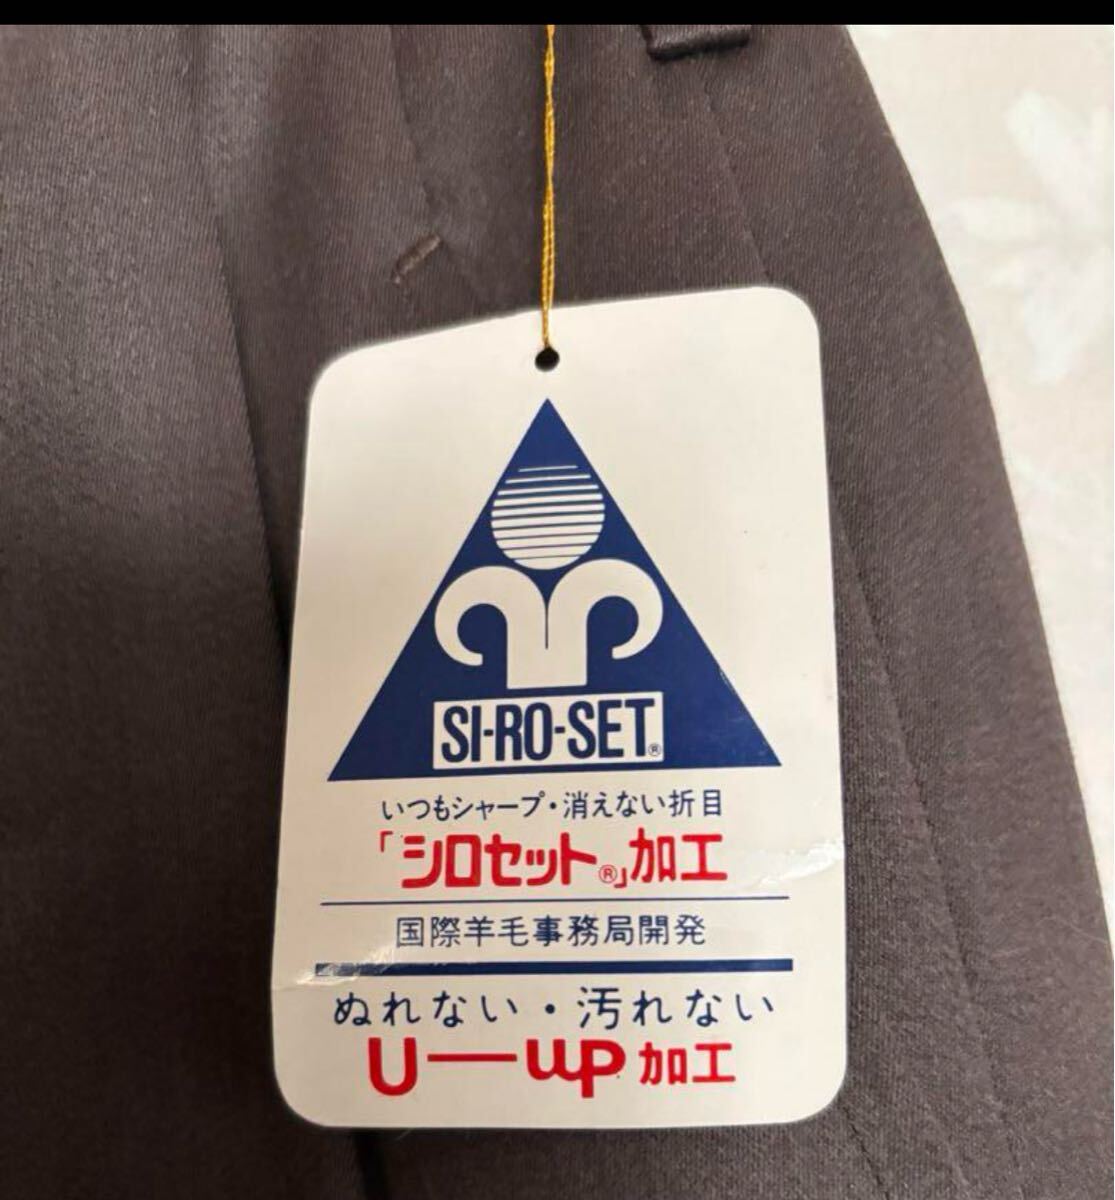 SI-RO-SET®
いつもシャープ・消えない折目
「シロセット®」加工
国際羊毛事務局開発
ぬれない・汚れない
U—wp加工